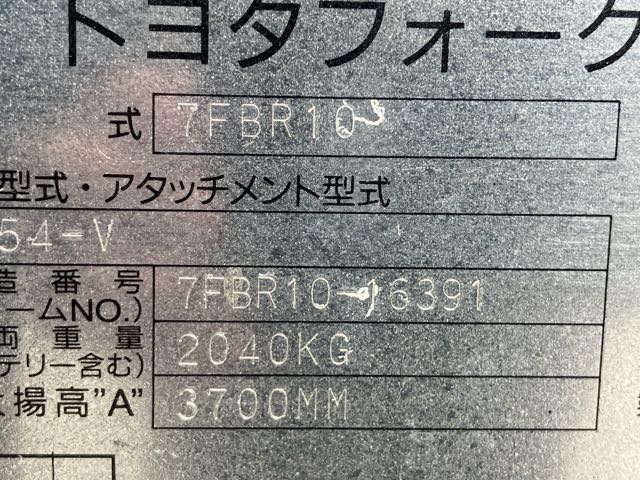 トヨタフォーク
式 7FBR10
型式・アタッチメント型式
54-V
造番号 7FBR10-16391
ームNO.)
両重量 2040KG
テリー含む)
揚高"A" 3700MM